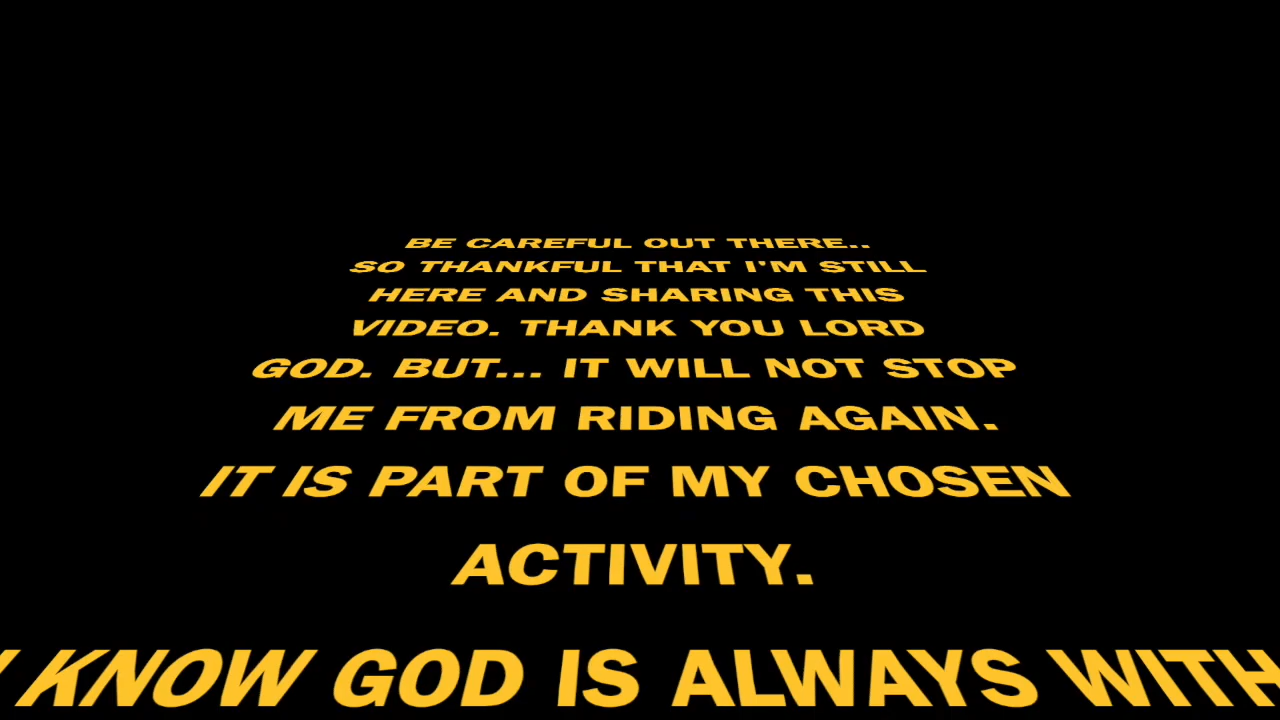 BE CAREFUL OUT THERE..
SO THANKFUL THAT I'M STILL
HERE AND SHARING THIS
VIDEO. THANK YOU LORD
GOD. BUT... IT WILL NOT STOP
ME FROM RIDING AGAIN.
IT IS PART OF MY CHOSEN
ACTIVITY.
KNOW GOD IS ALWAYS WITH